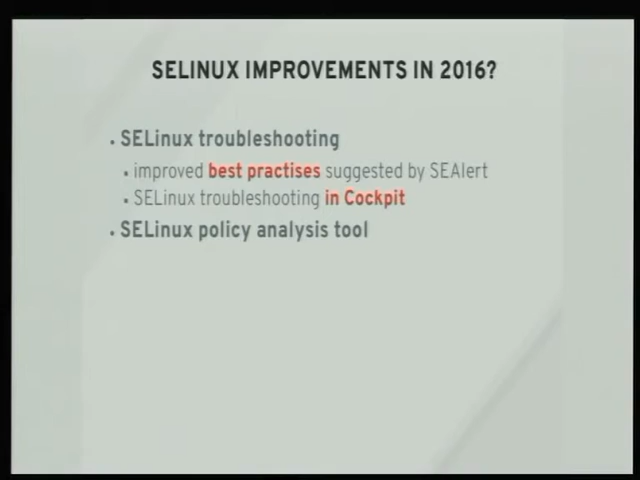 SELINUX IMPROVEMENTS IN 2016?
• SELinux troubleshooting
• improved best practises suggested by SEAlert
• SELinux troubleshooting in Cockpit
• SELinux policy analysis tool